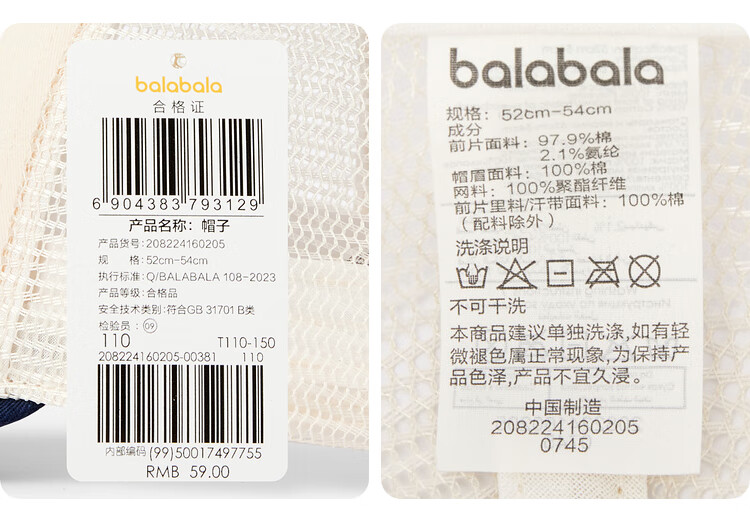 balabala
合格证
6 904383 793129
产品名称：帽子
产品货号：208224160205
规 格：52cm-54cm
执行标准：Q/BALABALA 108-2023
产品等级：合格品
安全技术类别：符合GB 31701 B类
检验员：09
110 T110-150
208224160205-00381 110
内部编码 (99)50017497755
RMB 59.00
balabala
规格：52cm-54cm
成分
前片面料：97.9%棉
2.1%氨纶
帽眉面料：100%棉
网料：100%聚酯纤维
前片里料/汗带面料：100%棉
（配料除外）
洗涤说明
不可干洗
本商品建议单独洗涤,如有轻
微褪色属正常现象,为保持产
品色泽,产品不宜久浸。
中国制造
208224160205
0745